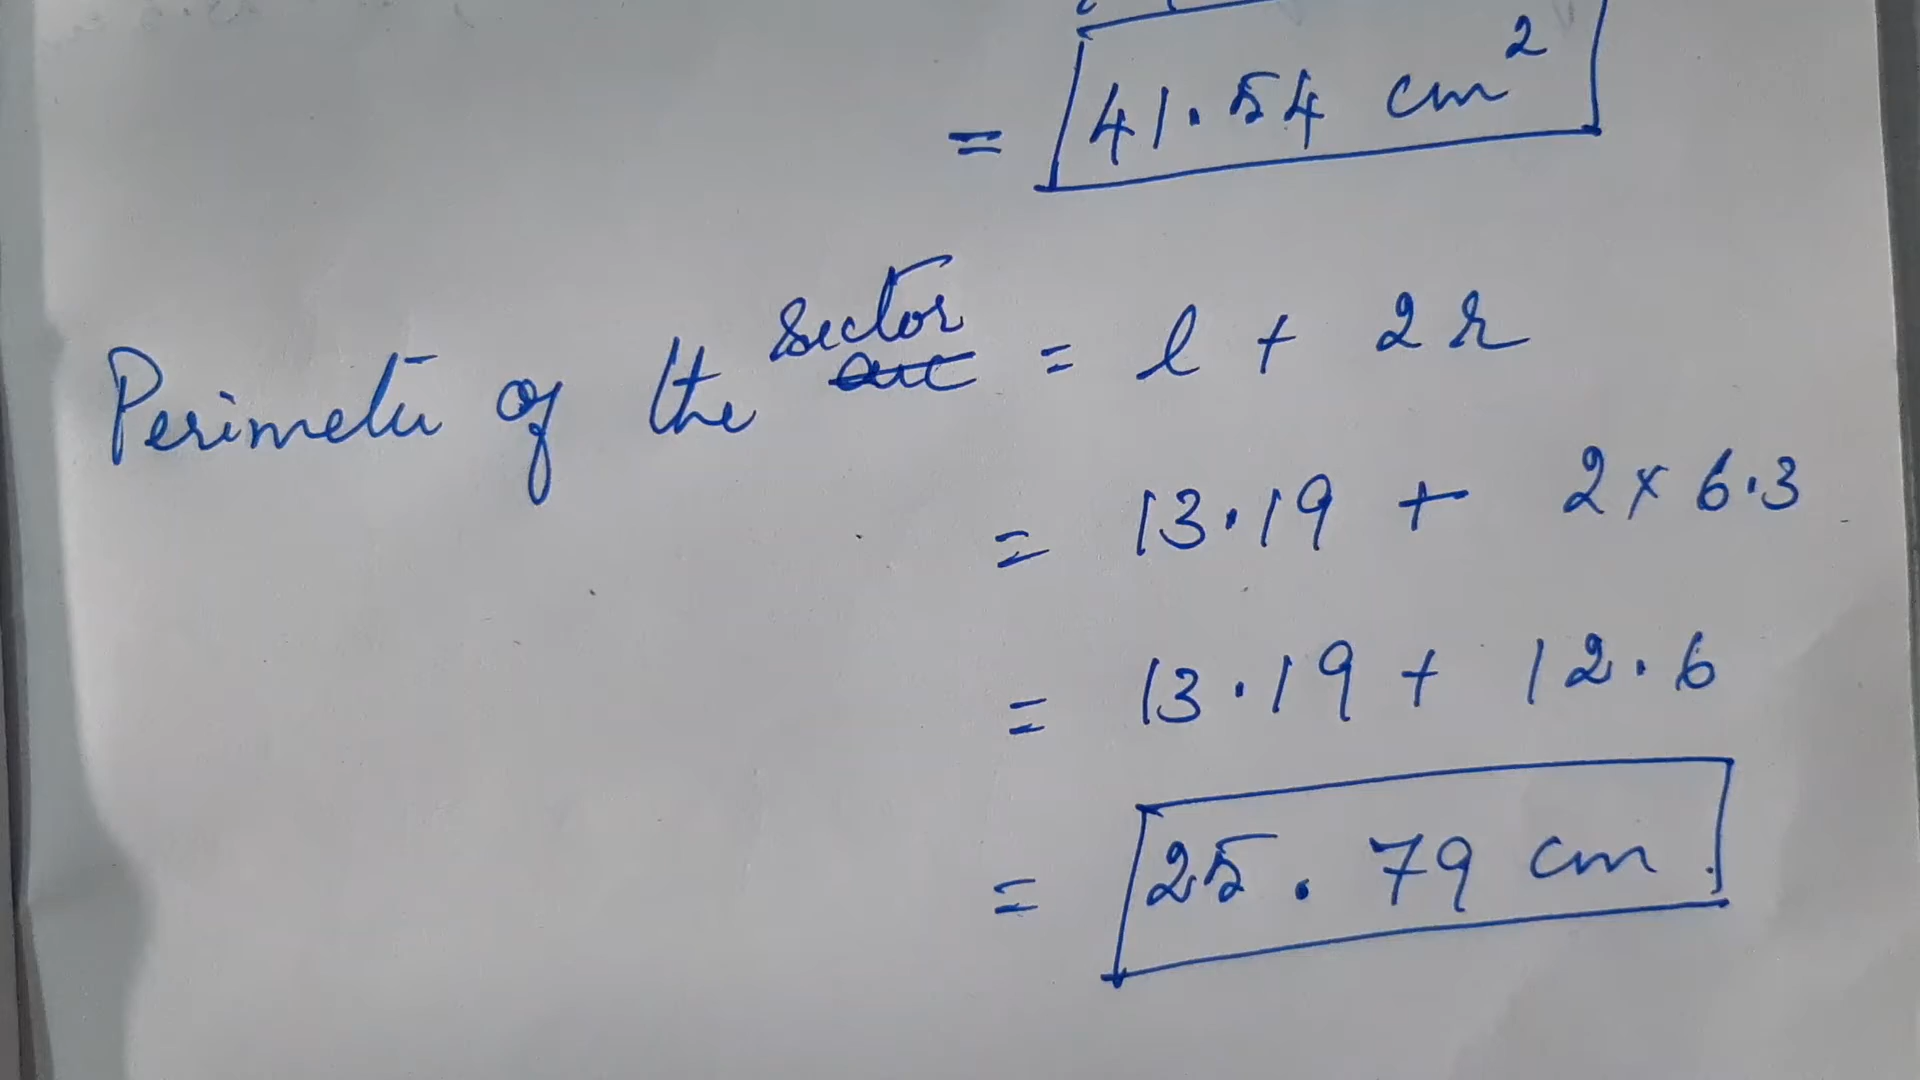 = 41.54 cm²
Perimeter of the sector = l + 2r
= 13.19 + 2 x 6.3
= 13.19 + 12.6
= 25.79 cm